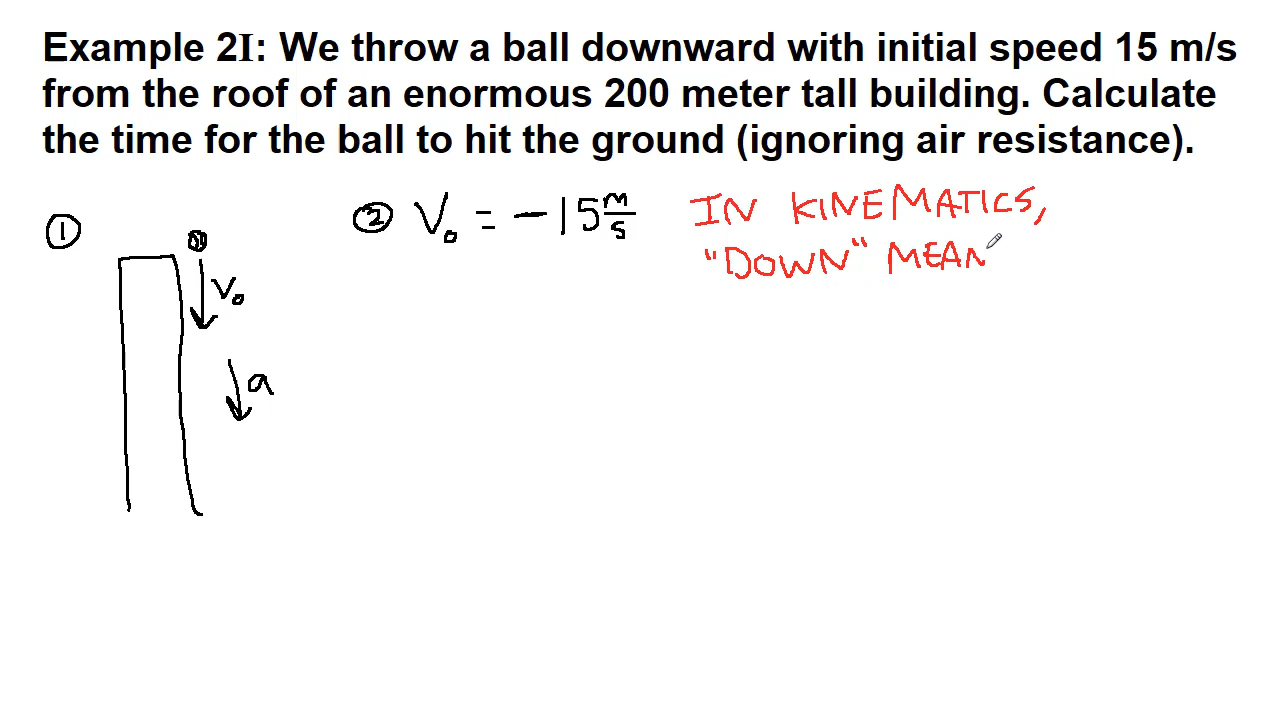 Example 2I: We throw a ball downward with initial speed 15 m/s
from the roof of an enormous 200 meter tall building. Calculate
the time for the ball to hit the ground (ignoring air resistance).
① 
② V₀ = -15 m/s
IN KINEMATICS,
"DOWN" MEAN
V₀
a